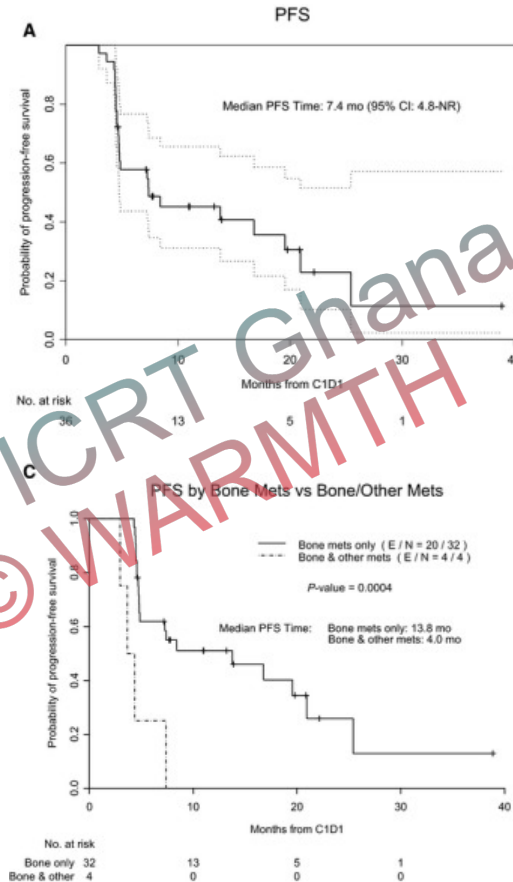 PFS
A
0.8
0.6
0.4
0.2
0.0
Probability of progression-free survival
Median PFS Time: 7.4 mo (95% CI: 4.8-NR)
0 10 20 30
Months from C1D1
No. at risk
36 13 5 1
ICRT Ghana
© WARMTH
C
PFS by Bone Mets vs Bone/Other Mets
1.0
0.8
0.6
0.4
0.2
0.0
Probability of progression-free survival
Bone mets only ( E / N = 20 / 32 )
Bone & other mets ( E / N = 4 / 4 )
P-value = 0.0004
Median PFS Time: Bone mets only: 13.8 mo
Bone & other mets: 4.0 mo
0 10 20 30 40
Months from C1D1
No. at risk
Bone only 32 13 5 1
Bone & other 4 0 0 0